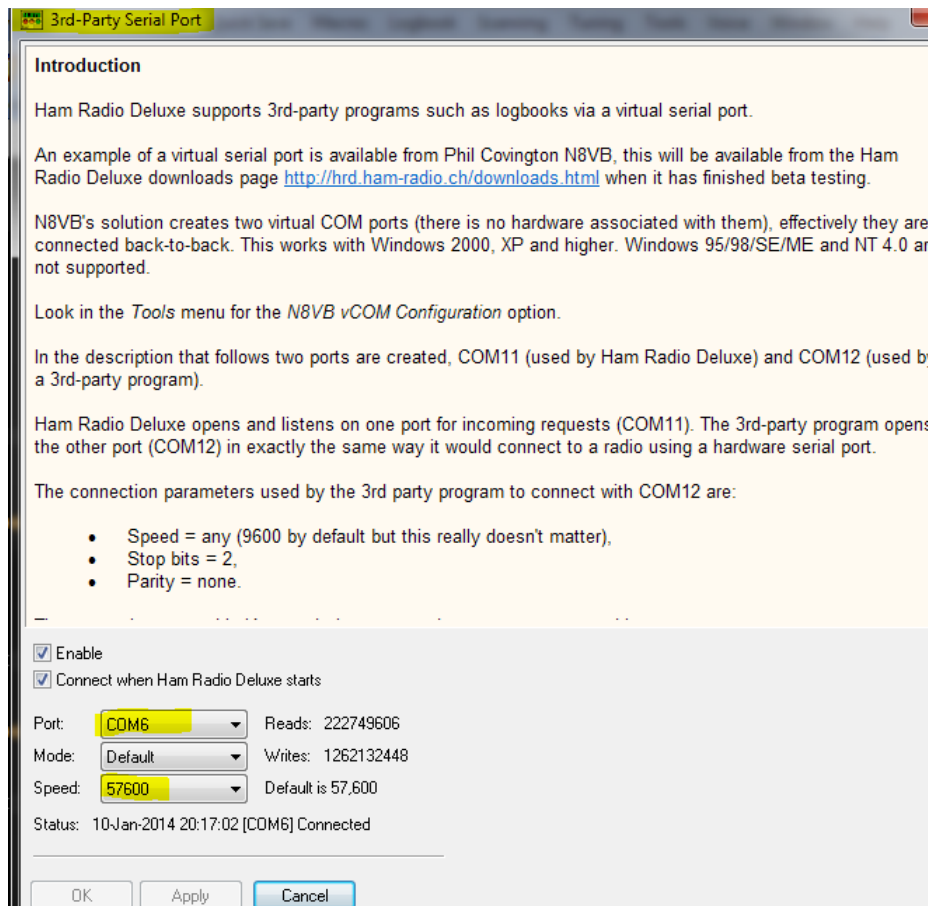 3rd-Party Serial Port
Introduction
Ham Radio Deluxe supports 3rd-party programs such as logbooks via a virtual serial port.
An example of a virtual serial port is available from Phil Covington N8VB, this will be available from the Ham
Radio Deluxe downloads page http://hrd.ham-radio.ch/downloads.html when it has finished beta testing.
N8VB's solution creates two virtual COM ports (there is no hardware associated with them), effectively they are
connected back-to-back. This works with Windows 2000, XP and higher. Windows 95/98/SE/ME and NT 4.0 ar
not supported.
Look in the Tools menu for the N8VB vCOM Configuration option.
In the description that follows two ports are created, COM11 (used by Ham Radio Deluxe) and COM12 (used by
a 3rd-party program).
Ham Radio Deluxe opens and listens on one port for incoming requests (COM11). The 3rd-party program opens
the other port (COM12) in exactly the same way it would connect to a radio using a hardware serial port.
The connection parameters used by the 3rd party program to connect with COM12 are:
• Speed = any (9600 by default but this really doesn't matter),
• Stop bits = 2,
• Parity = none.
Enable
Connect when Ham Radio Deluxe starts
Port: COM6 Reads: 222749606
Mode: Default Writes: 1262132448
Speed: 57600 Default is 57,600
Status: 10-Jan-2014 20:17:02 [COM6] Connected
OK Apply Cancel